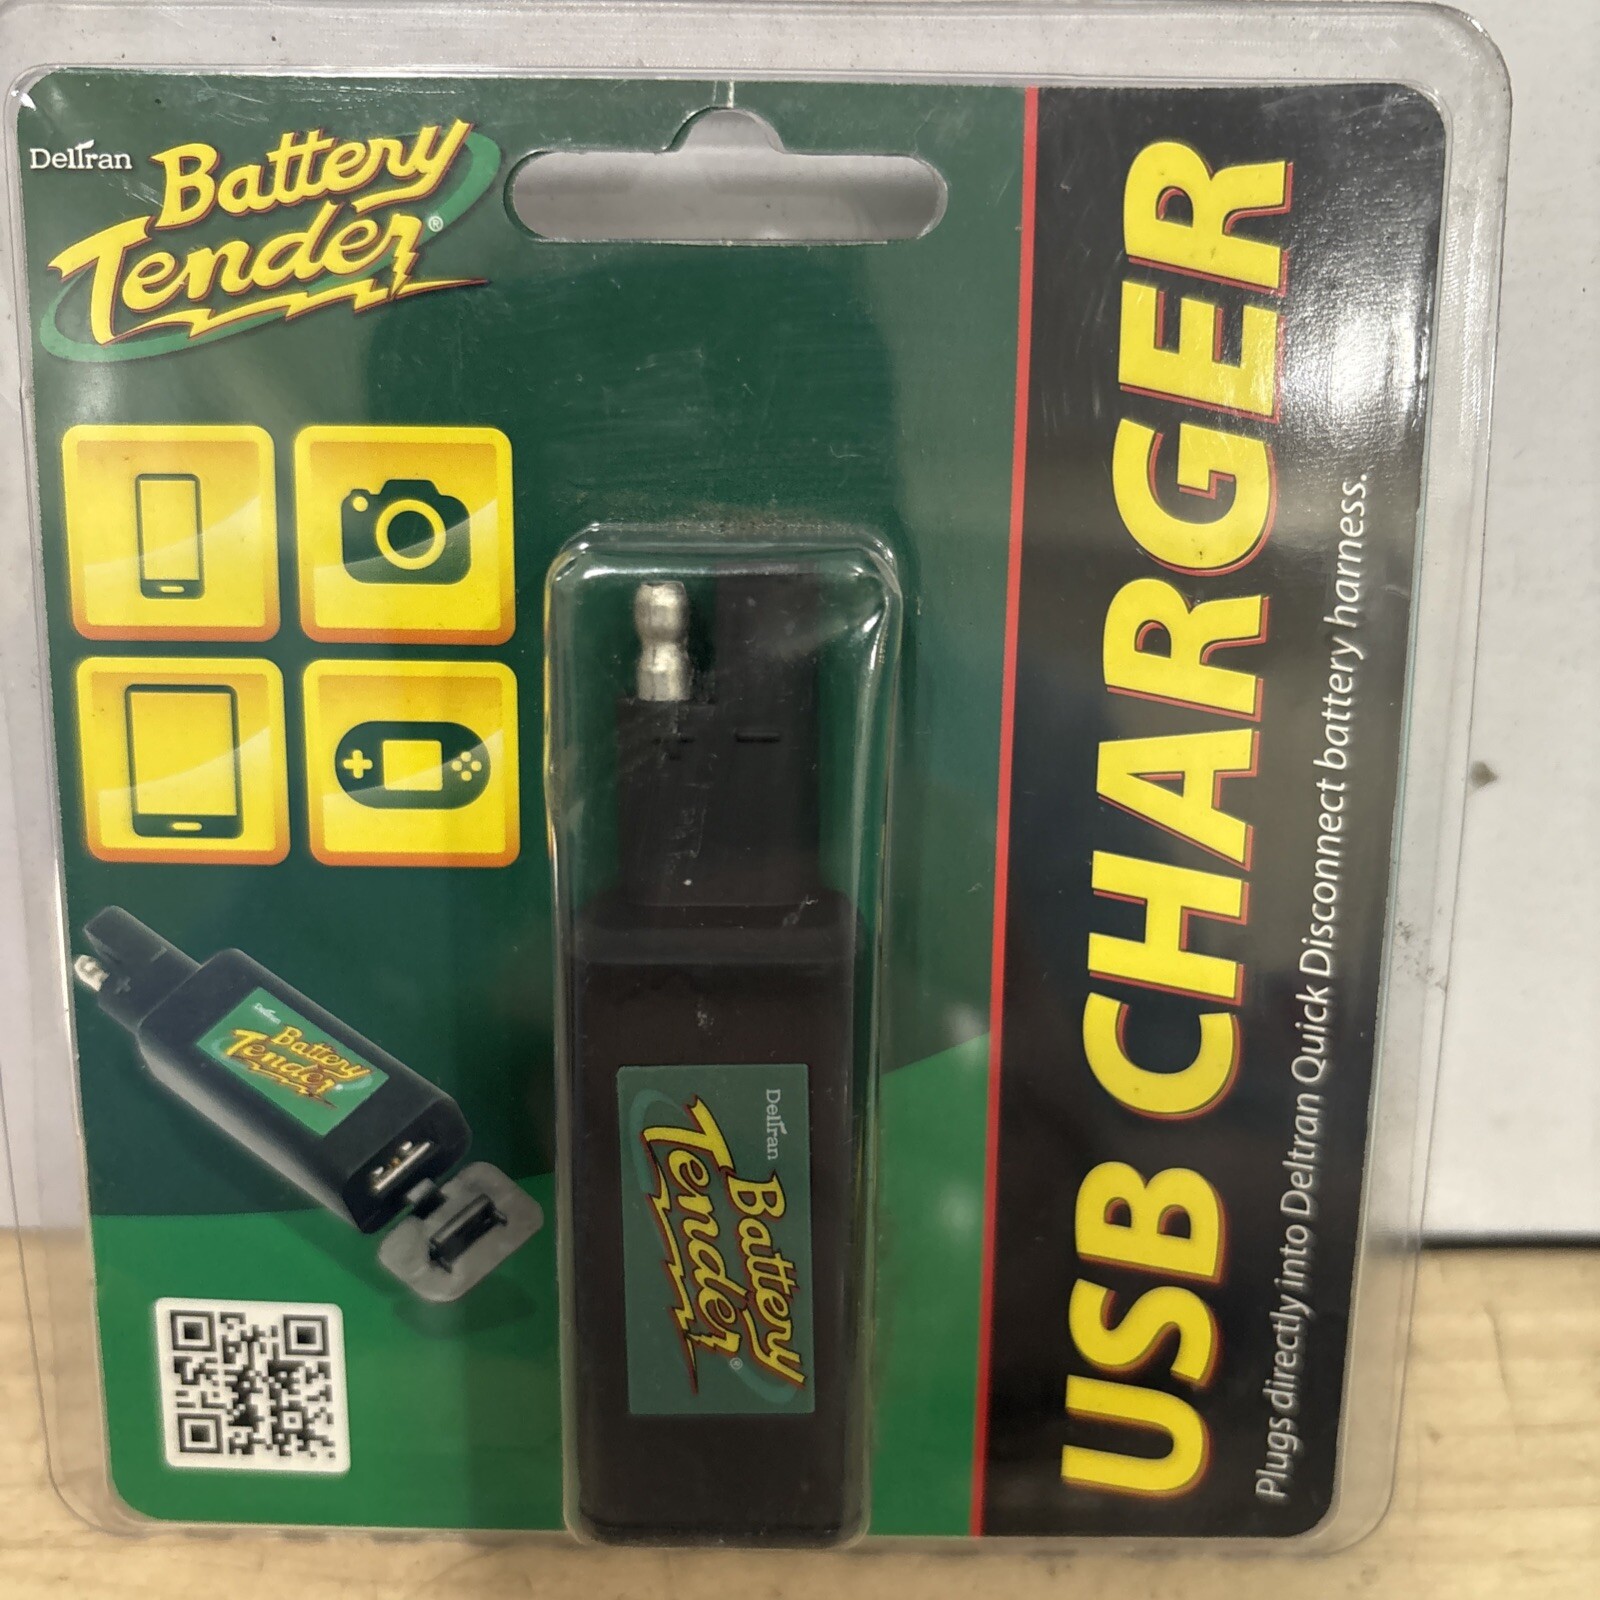 Deltran
Battery
Tender®
USB CHARGER
Plugs directly into Deltran Quick Disconnect battery harness.
+ −
Deltran
Battery
Tender®
+
Deltran
Battery
Tender®